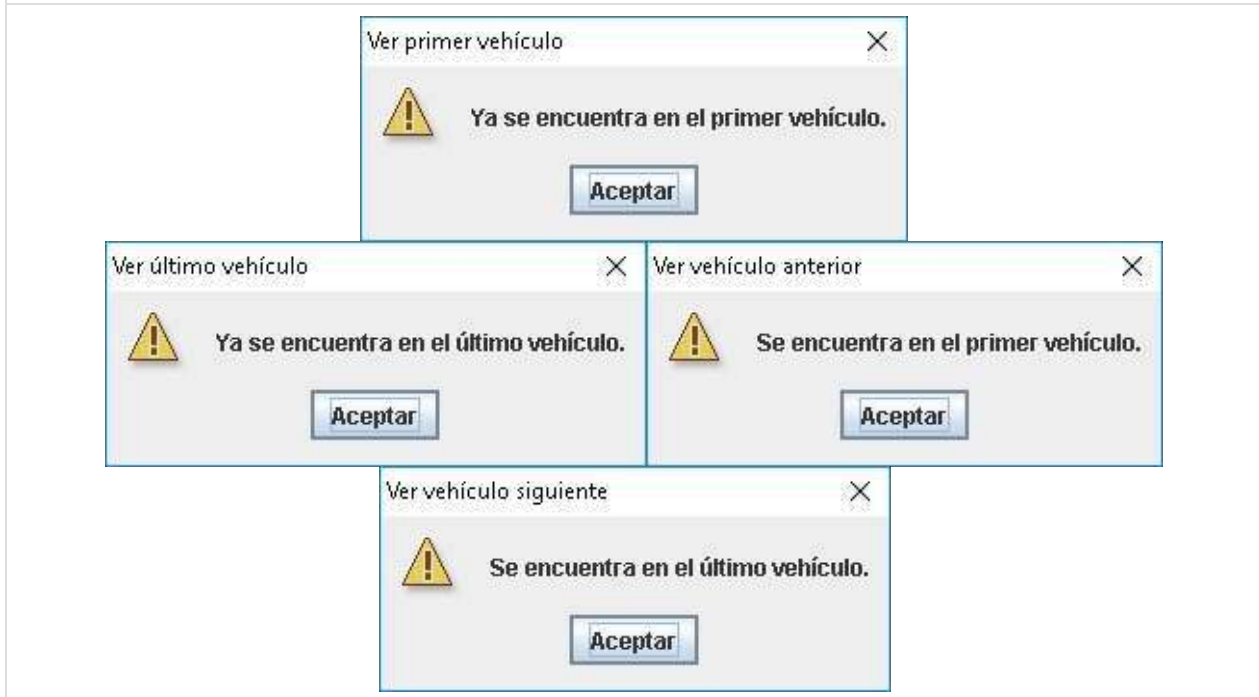 Ver primer vehículo
Ya se encuentra en el primer vehículo.
Aceptar
Ver último vehículo
Ya se encuentra en el último vehículo.
Aceptar
Ver vehículo anterior
Se encuentra en el primer vehículo.
Aceptar
Ver vehículo siguiente
Se encuentra en el último vehículo.
Aceptar